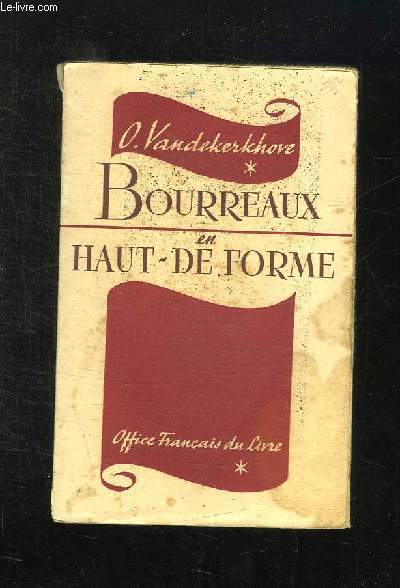 Le-livre.com
O. Vandekerkhove
BOURREAUX
en
HAUT-DE FORME
Office Français du Livre